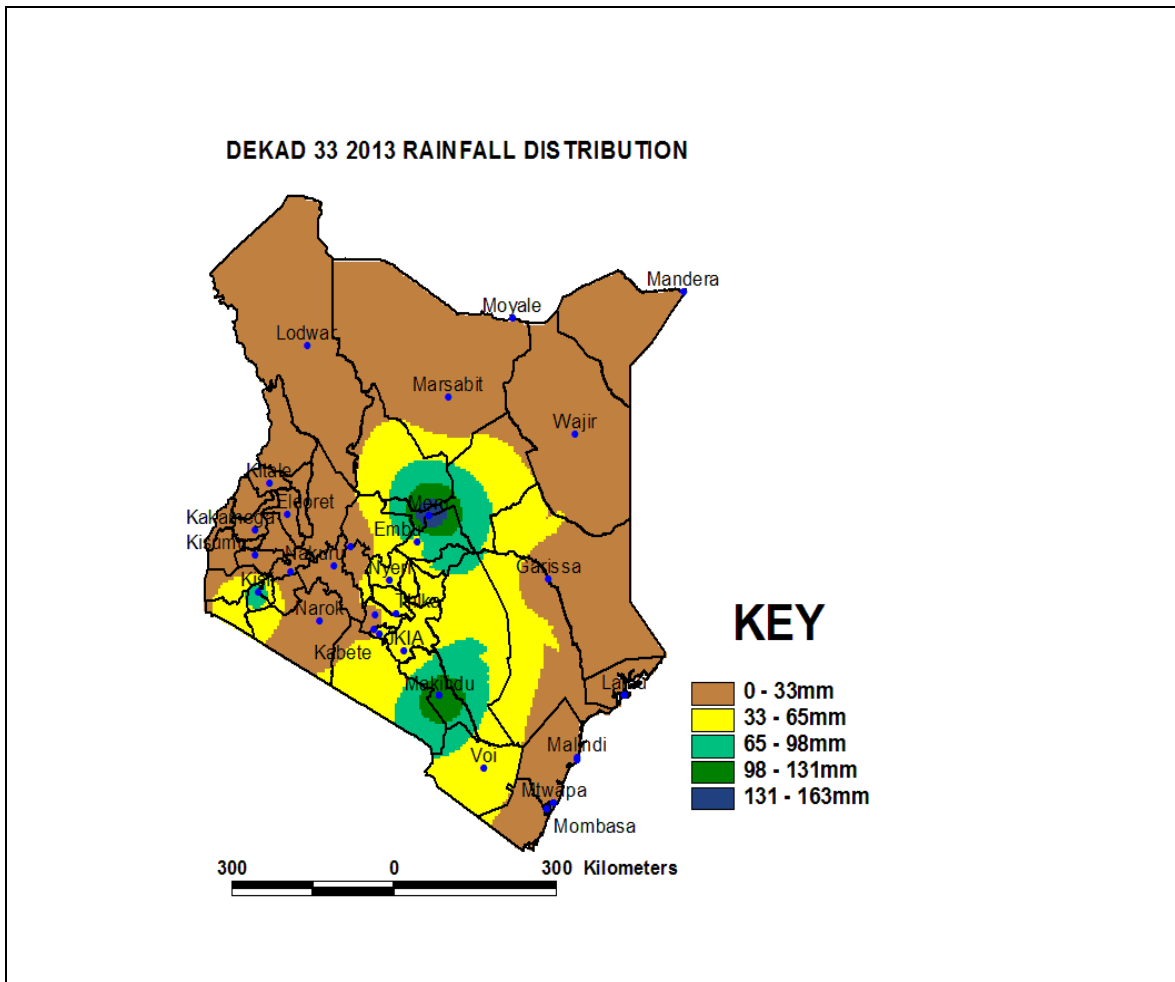 DEKAD 33 2013 RAINFALL DISTRIBUTION
Mandera
Moyale
Lodwar
Marsabit
Wajir
Kitale
Eldoret
Meru
Kakamega
Embu
Kisumu
Nakuru
Nyeri
Garissa
Kisii
Thika
Narok
JKIA
Kabete
Makindu
Lamu
Voi
Malindi
Mtwapa
Mombasa
KEY
0 - 33mm
33 - 65mm
65 - 98mm
98 - 131mm
131 - 163mm
300 0 300 Kilometers